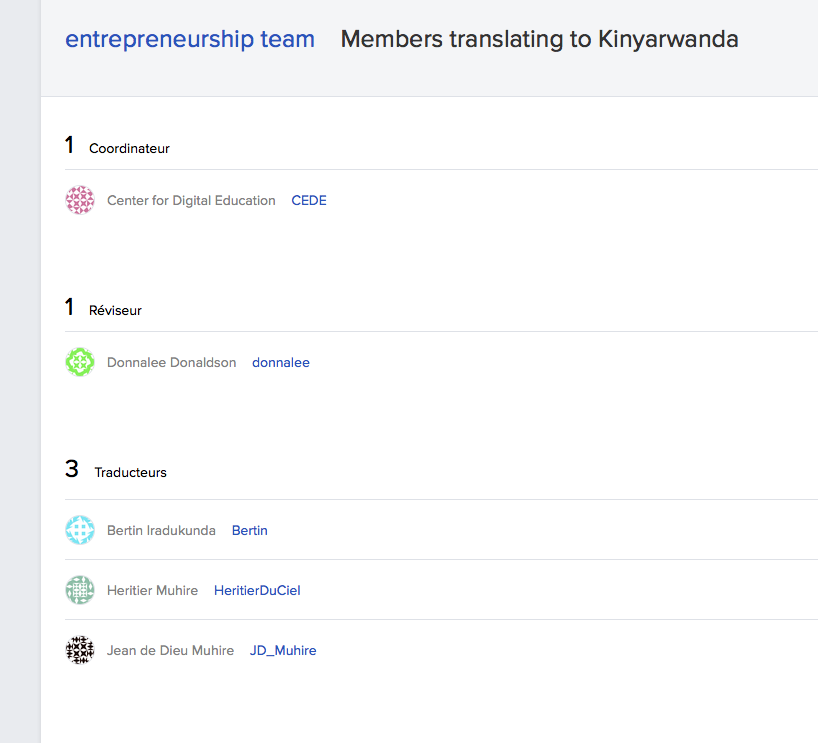 entrepreneurship team Members translating to Kinyarwanda
1 Coordinateur
Center for Digital Education CEDE
1 Réviseur
Donnalee Donaldson donnalee
3 Traducteurs
Bertin Iradukunda Bertin
Heritier Muhire HeritierDuCiel
Jean de Dieu Muhire JD_Muhire